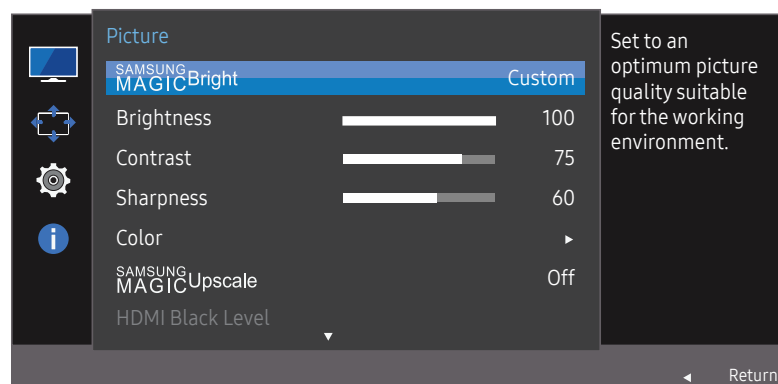 Picture
SAMSUNG
MAGICBright Custom
Brightness 100
Contrast 75
Sharpness 60
Color
SAMSUNG
MAGICUpscale Off
HDMI Black Level
Set to an
optimum picture
quality suitable
for the working
environment.
Return